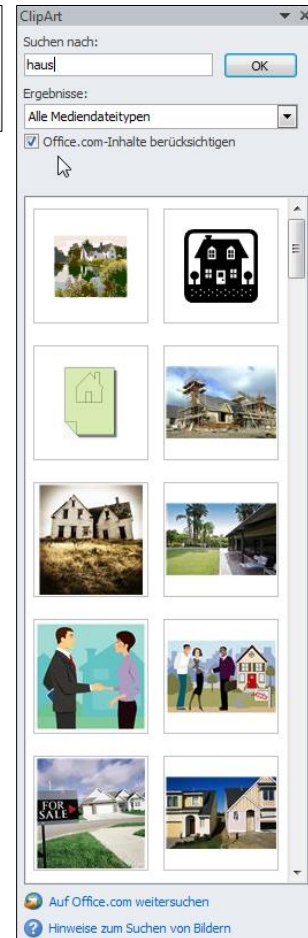 ClipArt
Suchen nach:
haus
OK
Ergebnisse:
Alle Mediendateitypen
Office.com-Inhalte berücksichtigen
FOR
SALE
Auf Office.com weitersuchen
Hinweise zum Suchen von Bildern